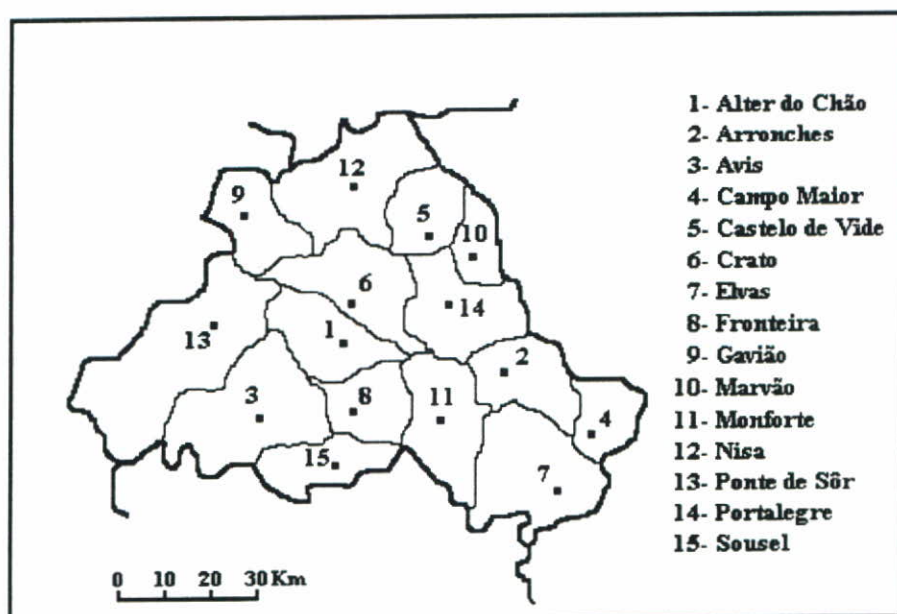 1- Alter do Chão
2- Arronches
3- Avis
4- Campo Maior
5- Castelo de Vide
6- Crato
7- Elvas
8- Fronteira
9- Gavião
10- Marvão
11- Monforte
12- Nisa
13- Ponte de Sôr
14- Portalegre
15- Sousel
12
9
5
10
6
14
13
1
2
3
8
11
4
15
7
0 10 20 30 Km